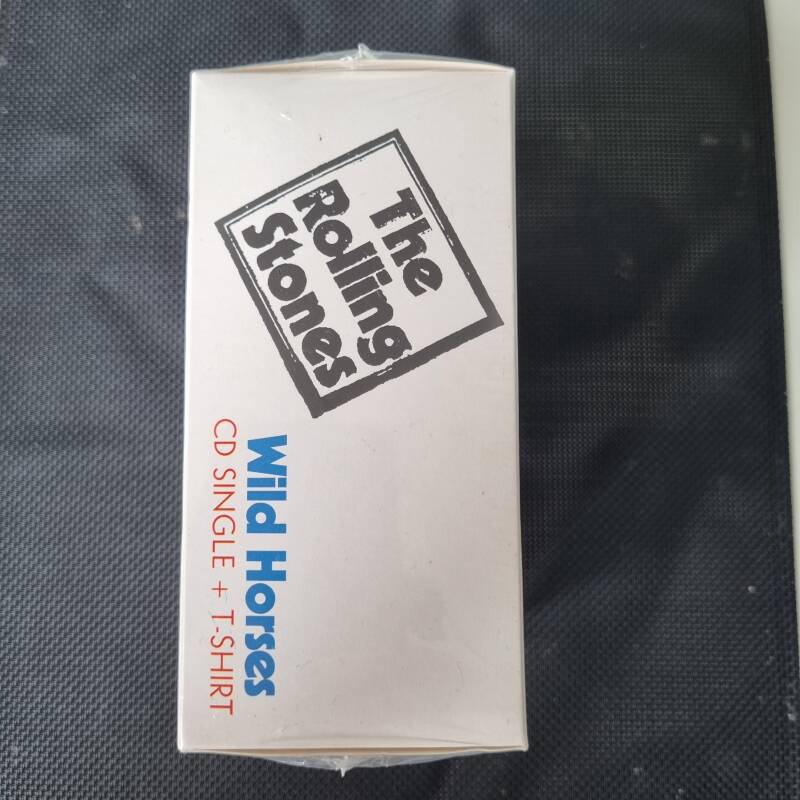 The
Rolling
Stones
Wild Horses
CD SINGLE + T-SHIRT